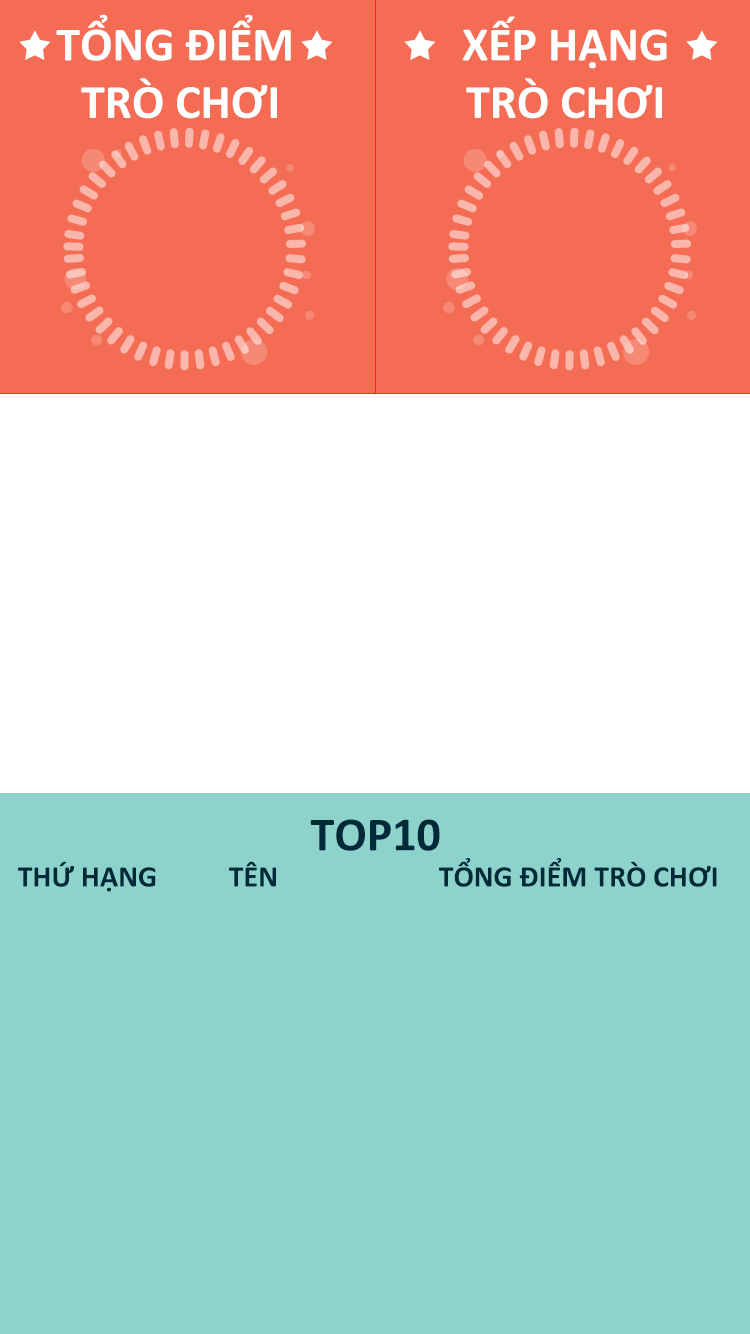 TỔNG ĐIỂM
TRÒ CHƠI
XẾP HẠNG
TRÒ CHƠI
TOP10
THỨ HẠNG TÊN TỔNG ĐIỂM TRÒ CHƠI